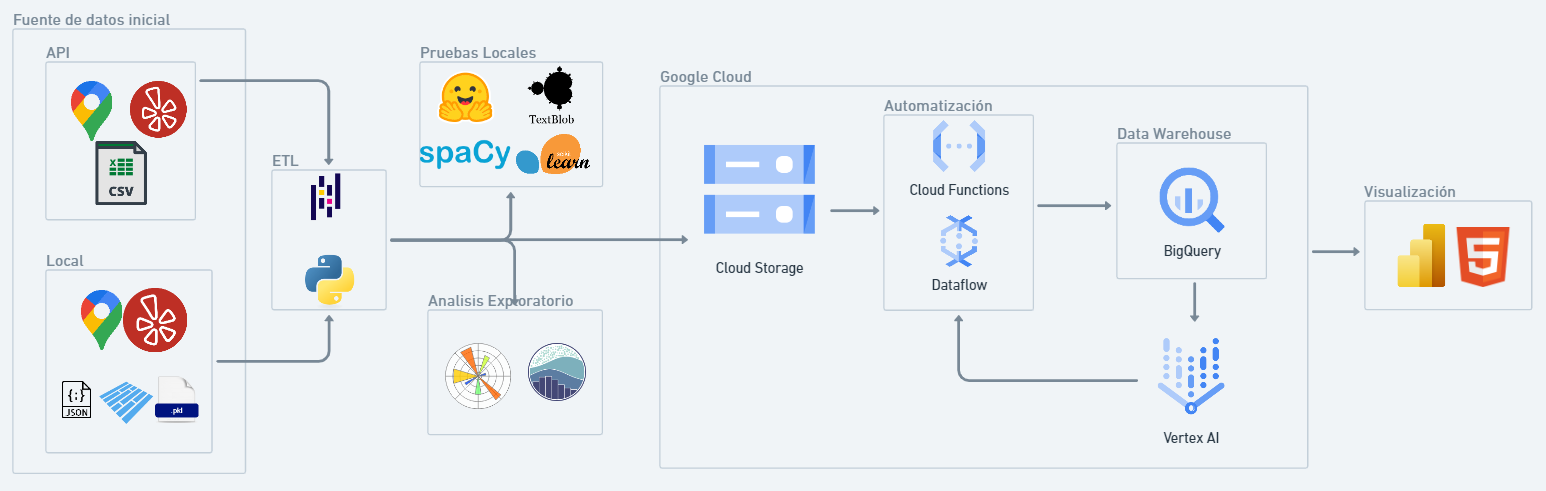 Fuente de datos inicial
API
CSV
Local
{;}
JSON
.pkl
ETL
Pruebas Locales
TextBlob
spaCy
learn
Analisis Exploratorio
Google Cloud
Cloud Storage
Automatización
Cloud Functions
Dataflow
Data Warehouse
BigQuery
Vertex AI
Visualización